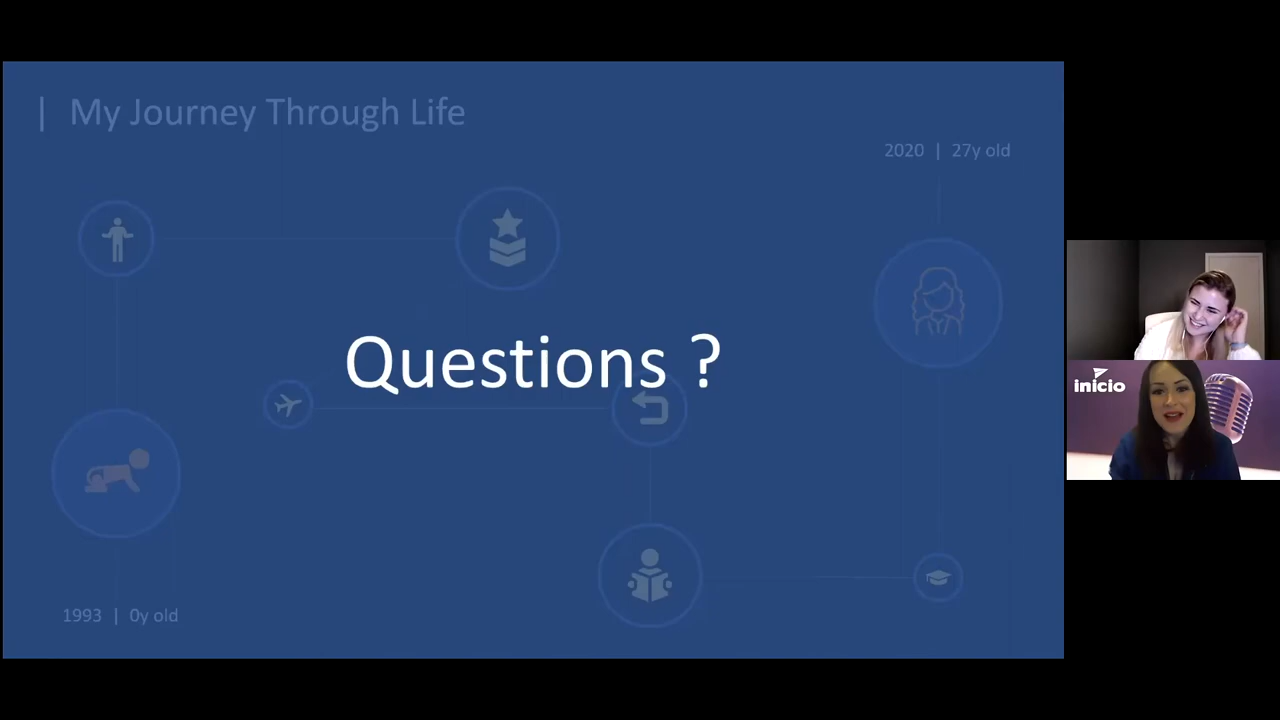 | My Journey Through Life
2020 | 27y old
Questions ?
1993 | 0y old
inicio